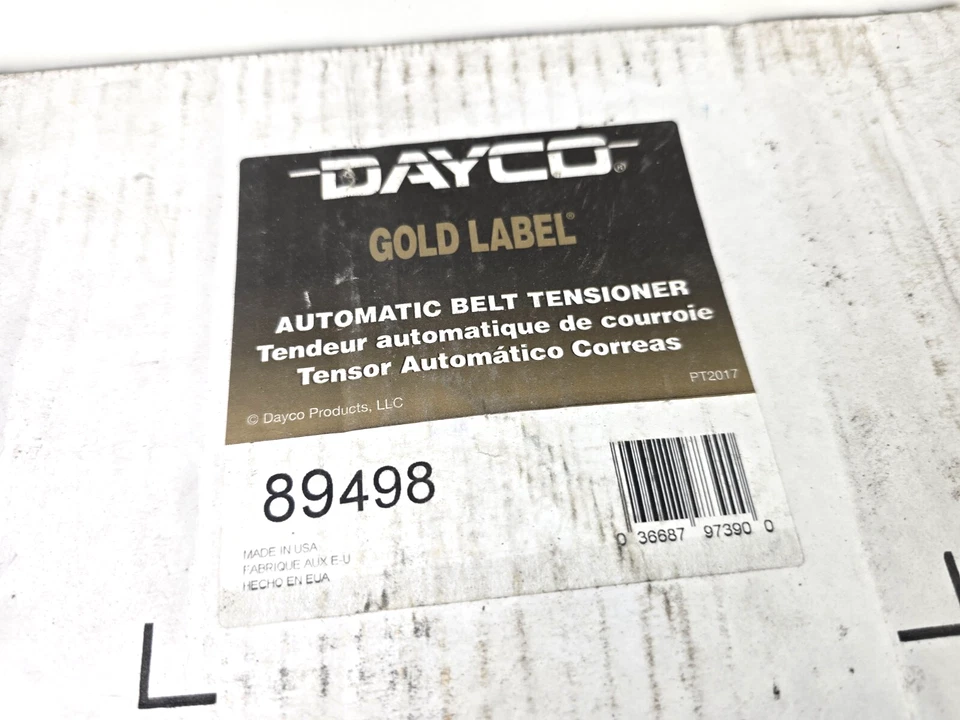 DAYCO®
GOLD LABEL®
AUTOMATIC BELT TENSIONER
Tendeur automatique de courroie
Tensor Automático Correas
PT2017
© Dayco Products, LLC
89498
0 36687 97390 0
MADE IN USA
FABRIQUE AUX E-U
HECHO EN EUA